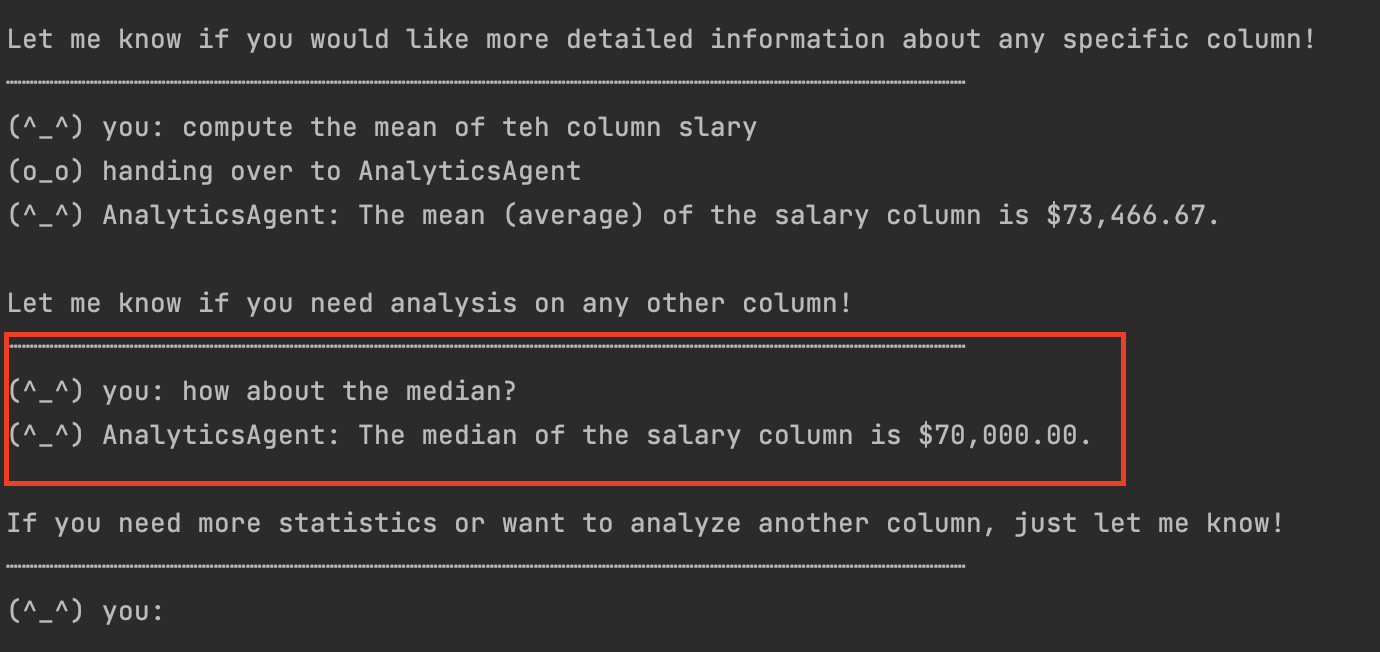 Let me know if you would like more detailed information about any specific column!
(^_^) you: compute the mean of teh column slary
(o_o) handing over to AnalyticsAgent
(^_^) AnalyticsAgent: The mean (average) of the salary column is $73,466.67.
Let me know if you need analysis on any other column!
(^_^) you: how about the median?
(^_^) AnalyticsAgent: The median of the salary column is $70,000.00.
If you need more statistics or want to analyze another column, just let me know!
(^_^) you: